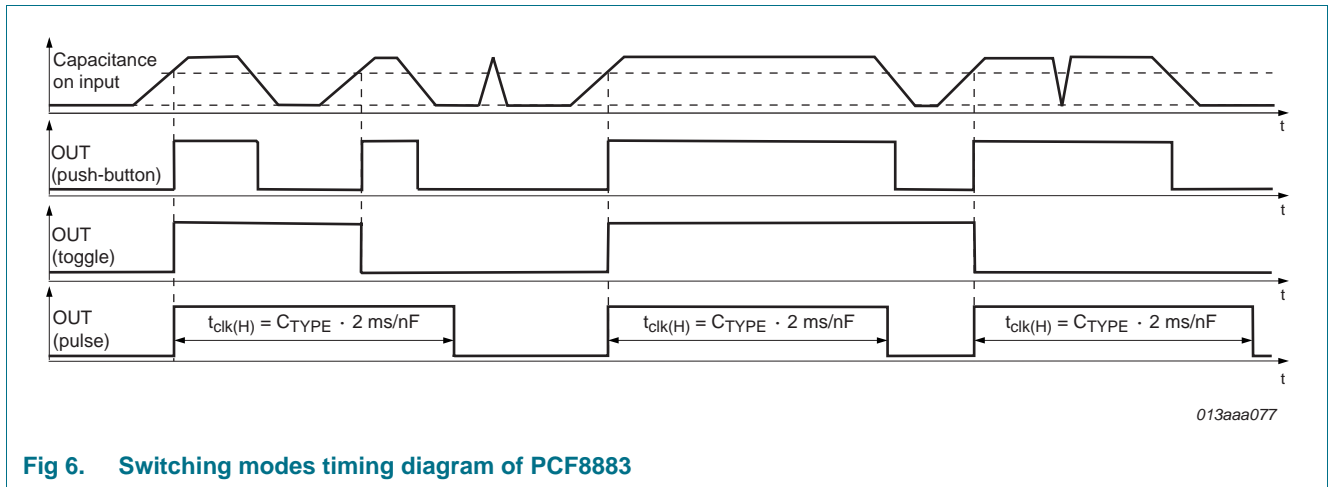 Capacitance
on input
t
OUT
(push-button)
t
OUT
(toggle)
t
OUT
(pulse)
tclk(H) = CTYPE · 2 ms/nF
tclk(H) = CTYPE · 2 ms/nF
tclk(H) = CTYPE · 2 ms/nF
t
013aaa077
Fig 6. Switching modes timing diagram of PCF8883